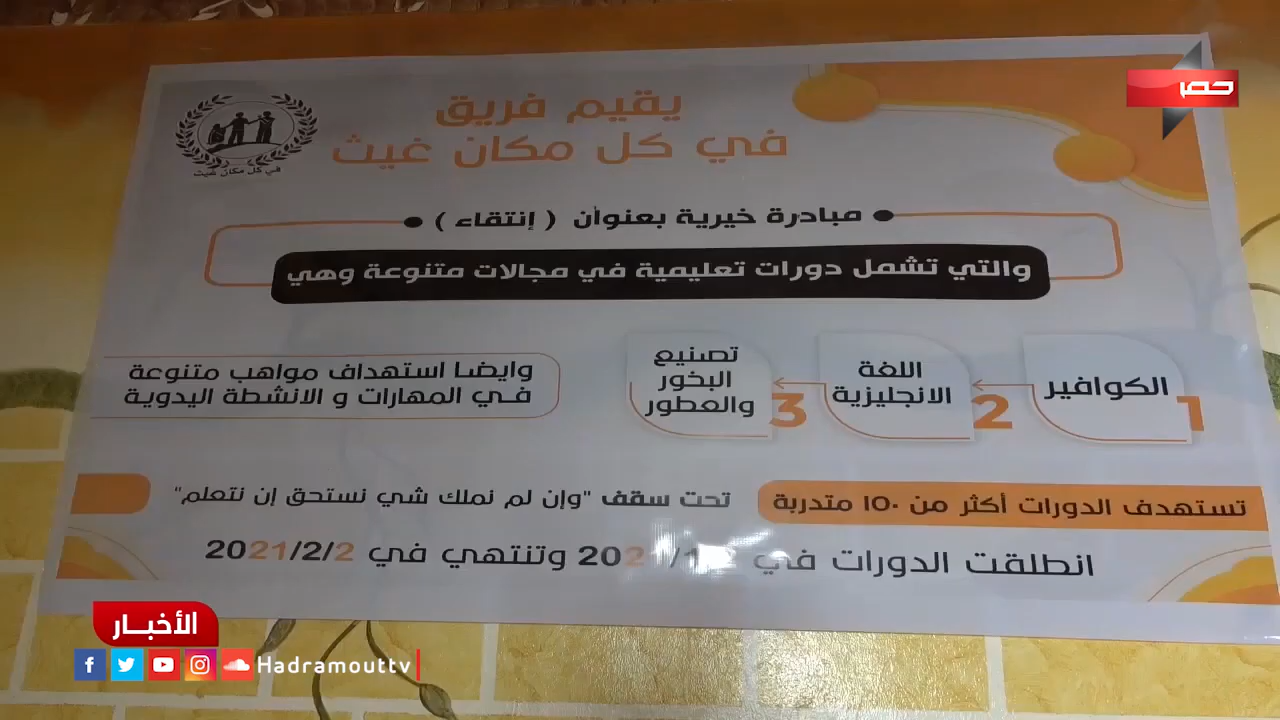 حضر
يقيم فريق
في كل مكان غيث
في كل مكان غيث
مبادرة خيرية بعنوان ( إنتقاء )
والتي تشمل دورات تعليمية في مجالات متنوعة وهي
1 الكوافير
2 اللغة
الانجليزية
3 تصنيع
البخور
والعطور
وايضا استهداف مواهب متنوعة
في المهارات و الانشطة اليدوية
تستهدف الدورات أكثر من ١٥٠ متدربة
تحت سقف "وإن لم نملك شي نستحق إن نتعلم"
انطلقت الدورات في وتنتهي في 2021/2/2
الأخبار
Hadramouttv